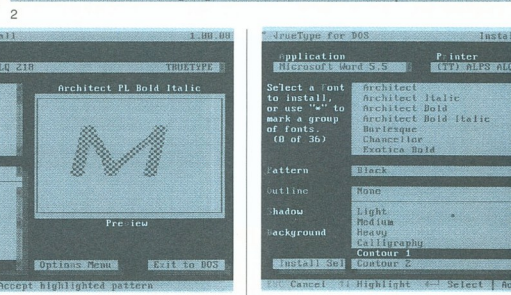 2
all 1.00.00
LQ 218 TRUETYPE
Architect PL Bold Italic
M
Preview
Options Menu Exit to DOS
Accept highlighted pattern
TrueType for DOS Instal
Application Printer
Microsoft Word 5.5 (TT) ALPS ALQ
Select a Font
to install,
or use "*" to
mark a group
of fonts.
(0 of 36)
Architect
Architect Italic
Architect Bold
Architect Bold Italic
Burlesque
Chancellor
Exotica Bold
Pattern Black
Outline None
Shadow Light
Medium
Background Heavy
Calligraphy
Contour 1
Install Sel Contour 2
ESC Cancel ↑↓ Highlight ←┘ Select Ac